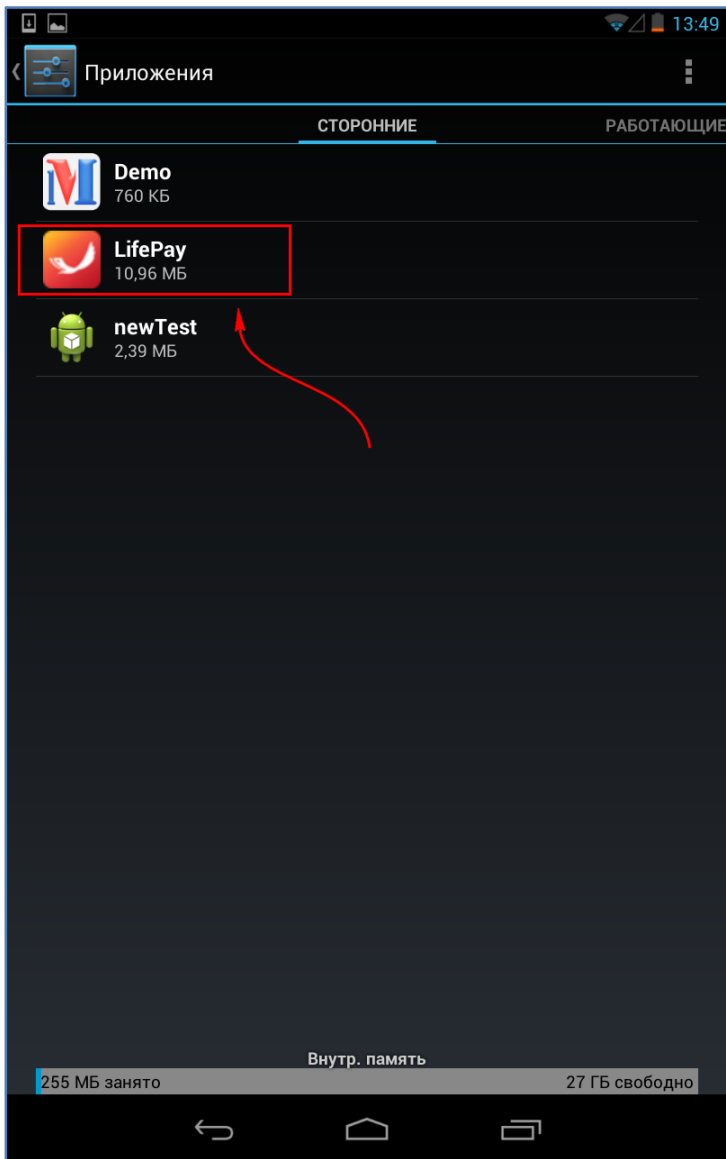 13:49
Приложения
СТОРОННИЕ
РАБОТАЮЩИЕ
Demo
760 КБ
LifePay
10,96 МБ
newTest
2,39 МБ
Внутр. память
255 МБ занято
27 ГБ свободно